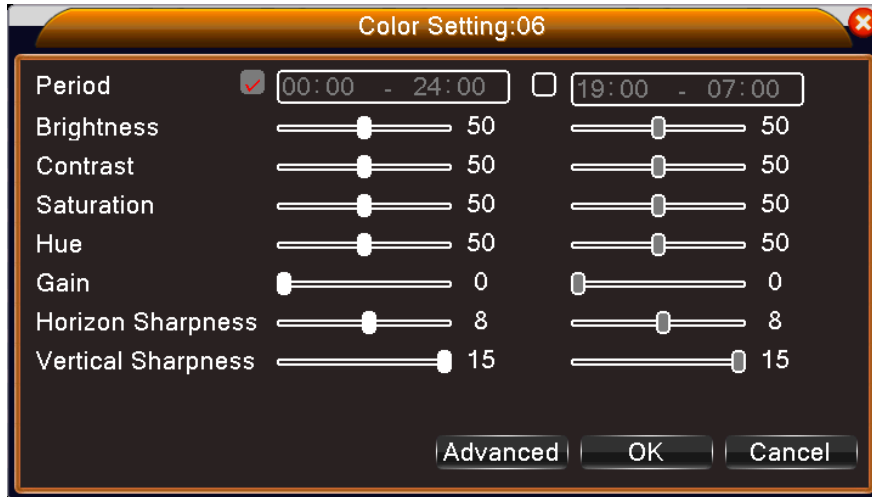 Color Setting:06
Period 00:00 - 24:00 19:00 - 07:00
Brightness 50 50
Contrast 50 50
Saturation 50 50
Hue 50 50
Gain 0 0
Horizon Sharpness 8 8
Vertical Sharpness 15 15
Advanced OK Cancel